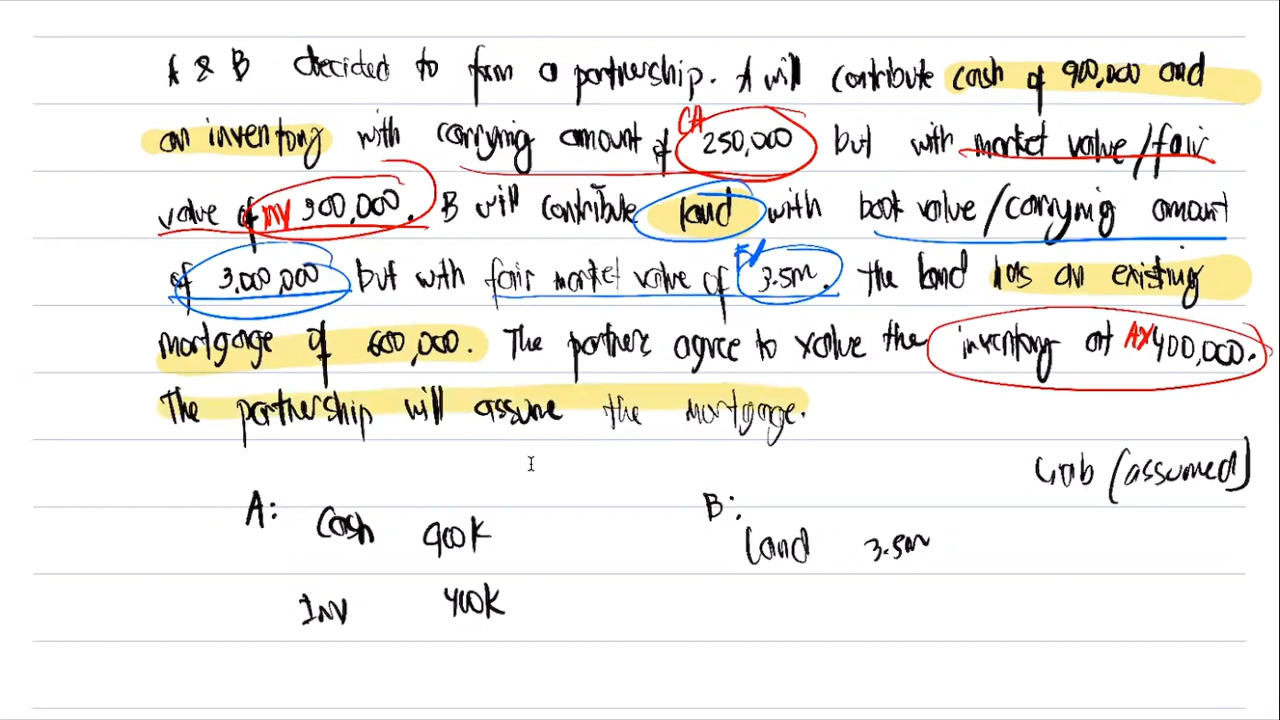 A & B decided to form a partnership. A will contribute cash of 900,000 and
an inventory with carrying amount of CA 250,000 but with market value/fair
value of MV 300,000. B will contribute land with book value/carrying amount
of 3,000,000 but with fair market value of FV 3.5m. The land has an existing
mortgage of 600,000. The partners agree to value the inventory at AV 400,000.
The partnership will assume the mortgage.
Liab (assumed)
A:
Cash 900K
Inv 400K
B:
Land 3.5m